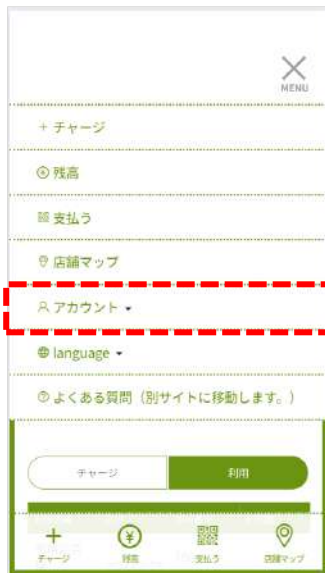 MENU
+ チャージ
残高
支払う
店舗マップ
アカウント
language
よくある質問（別サイトに移動します。）
チャージ
利用
チャージ
残高
支払う
店舗マップ